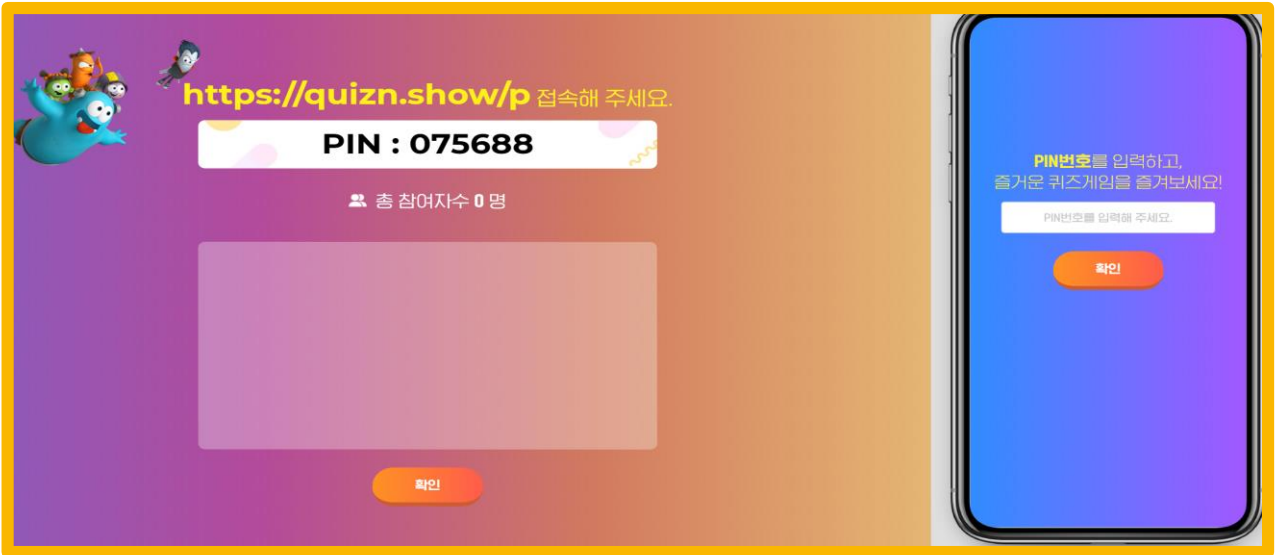 https://quizn.show/p 접속해 주세요.
PIN : 075688
총 참여자수 0 명
확인
PIN번호를 입력하고,
즐거운 퀴즈게임을 즐겨보세요!
PIN번호를 입력해 주세요.
확인